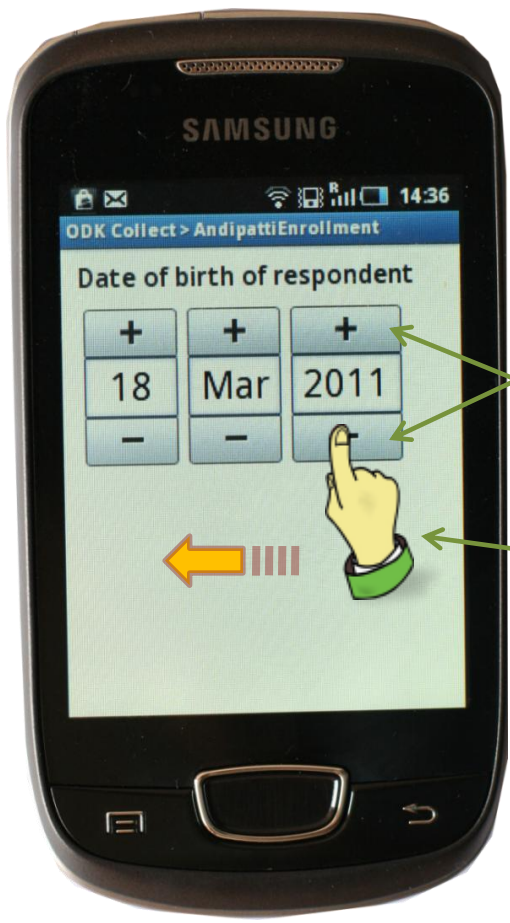 SAMSUNG
R 14:36
ODK Collect > AndipattiEnrollment
Date of birth of respondent
+ + +
18 Mar 2011
− − −